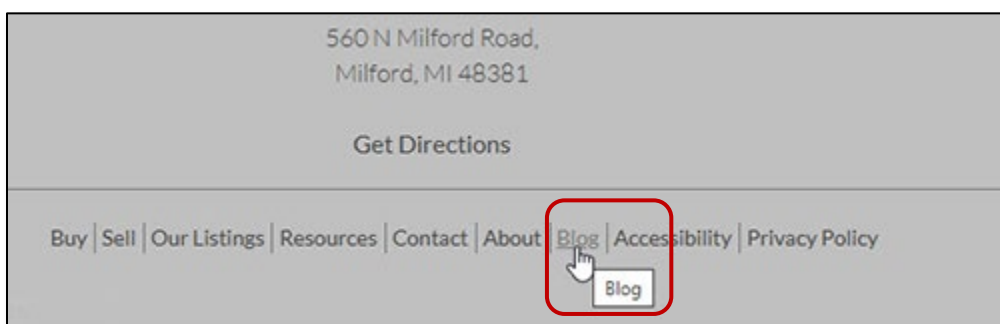 560 N Milford Road,
Milford, MI 48381
Get Directions
Buy | Sell | Our Listings | Resources | Contact | About | Blog | Accessibility | Privacy Policy
Blog